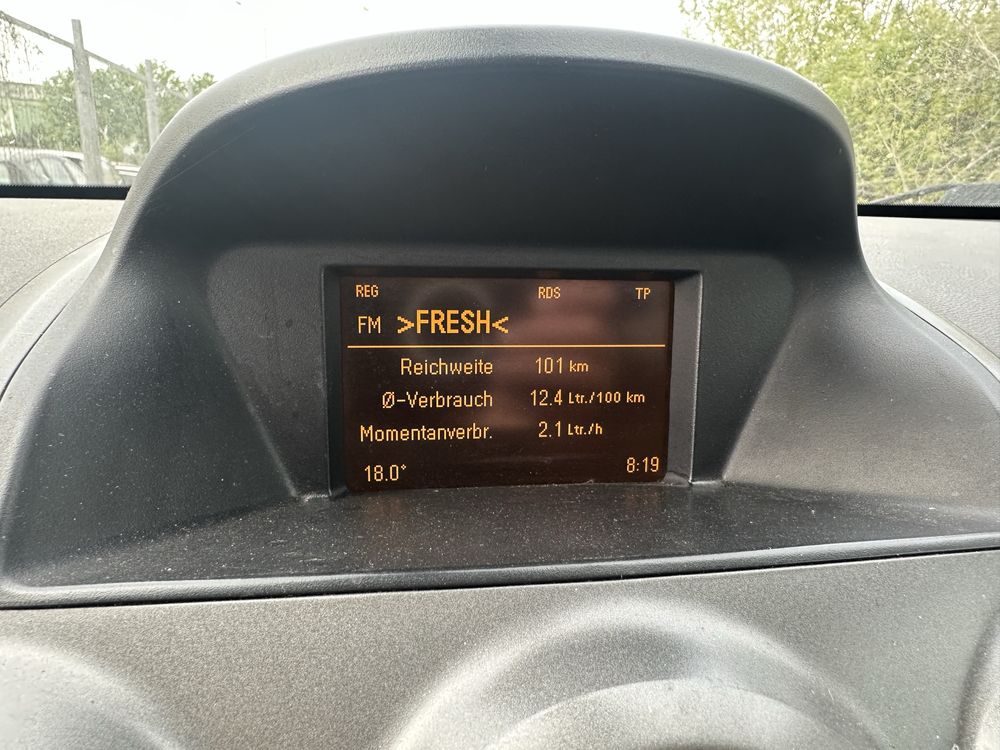 REG RDS TP
FM >FRESH<
Reichweite 101 km
Ø-Verbrauch 12.4 Ltr./100 km
Momentanverbr. 2.1 Ltr./h
18.0° 8:19